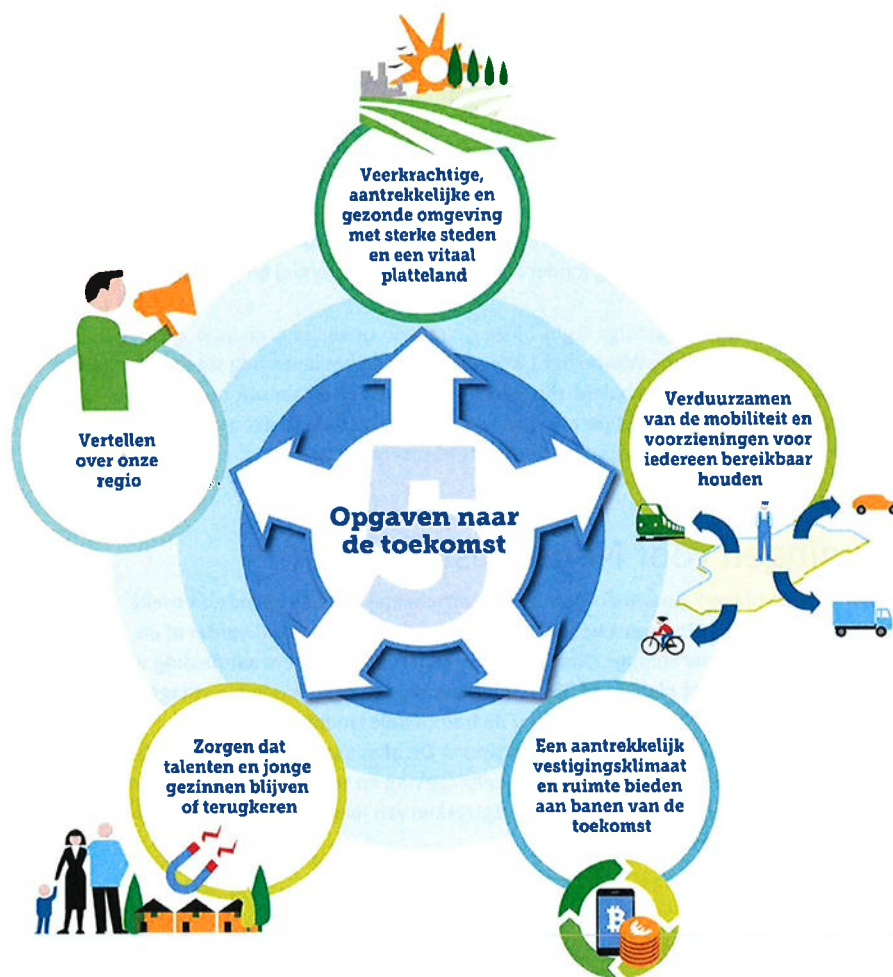 Veerkrachtige,
aantrekkelijke en
gezonde omgeving
met sterke steden
en een vitaal
platteland
Verduurzamen
van de mobiliteit en
voorzieningen voor
iedereen bereikbaar
houden
Een aantrekkelijk
vestigingsklimaat
en ruimte bieden
aan banen van de
toekomst
Zorgen dat
talenten en jonge
gezinnen blijven
of terugkeren
Vertellen
over onze
regio
5
Opgaven naar
de toekomst